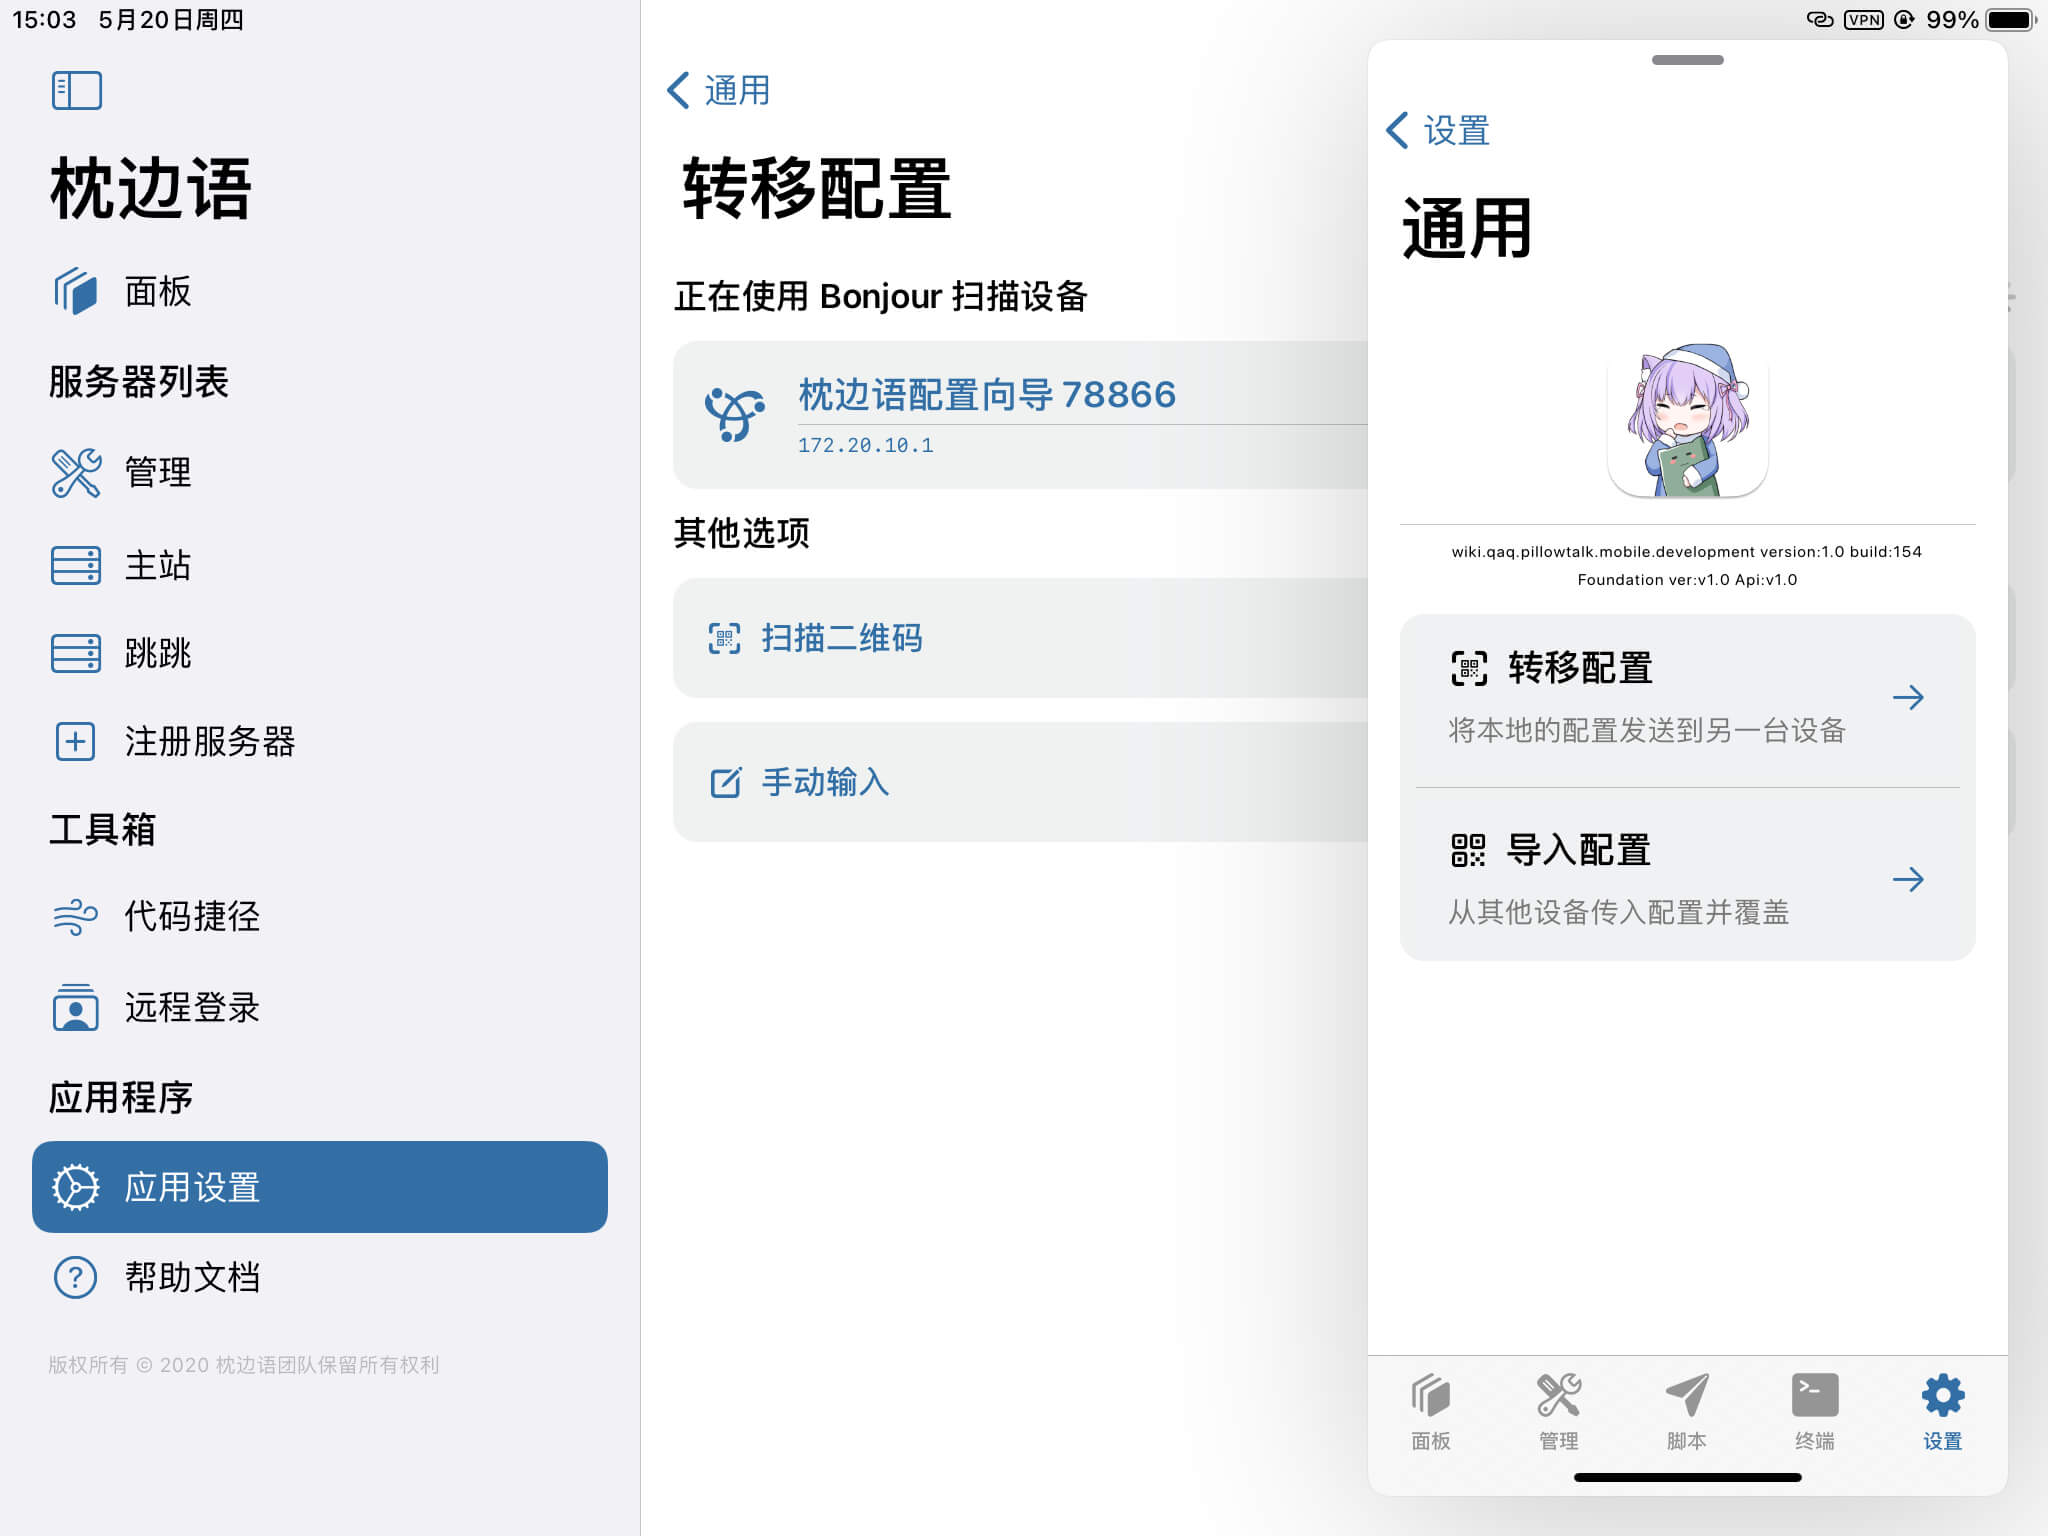 15:03 5月20日周四
VPN 99%
枕边语
面板
服务器列表
管理
主站
跳跳
注册服务器
工具箱
代码捷径
远程登录
应用程序
应用设置
帮助文档
版权所有 © 2020 枕边语团队保留所有权利
通用
转移配置
正在使用 Bonjour 扫描设备
枕边语配置向导 78866
172.20.10.1
其他选项
扫描二维码
手动输入
设置
通用
wiki.qaq.pillowtalk.mobile.development version:1.0 build:154
Foundation ver:v1.0 Api:v1.0
转移配置
将本地的配置发送到另一台设备
导入配置
从其他设备传入配置并覆盖
面板
管理
脚本
终端
设置